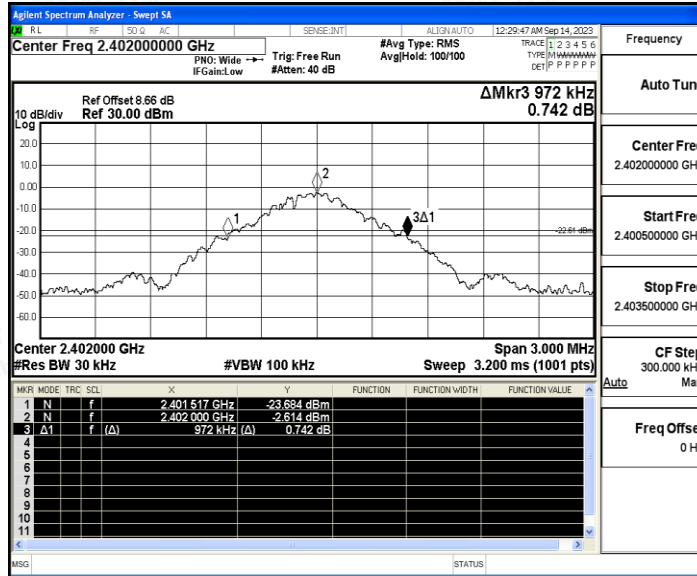 Agilent Spectrum Analyzer - Swept SA
RL RF 50 Ω AC SENSE:INT ALIGNAUTO 12:29:47 AM Sep 14, 2023
Center Freq 2.402000000 GHz
PNO: Wide
IFGain:Low
Trig: Free Run
#Atten: 40 dB
#Avg Type: RMS
Avg|Hold: 100/100
TRACE 1 2 3 4 5 6
TYPE M WWWWW
DET P P P P P P
Ref Offset 8.66 dB
Ref 30.00 dBm
10 dB/div
Log
ΔMkr3 972 kHz
0.742 dB
20.0
10.0
0.00
-10.0
-20.0
-30.0
-40.0
-50.0
-60.0
1
2
3Δ1
-22.61 dBm
Center 2.402000 GHz
Span 3.000 MHz
#Res BW 30 kHz
#VBW 100 kHz
Sweep 3.200 ms (1001 pts)
MKR MODE TRC SCL X Y FUNCTION FUNCTION WIDTH FUNCTION VALUE
1 N f 2.401 517 GHz -23.684 dBm
2 N f 2.402 000 GHz -2.614 dBm
3 Δ1 f (Δ) 972 kHz (Δ) 0.742 dB
4
5
6
7
8
9
10
11
MSG
STATUS
Frequency
Auto Tun
Center Fre
2.402000000 GH
Start Fre
2.400500000 GH
Stop Fre
2.403500000 GH
CF Step
300.000 kH
Auto Ma
Freq Offse
0 H